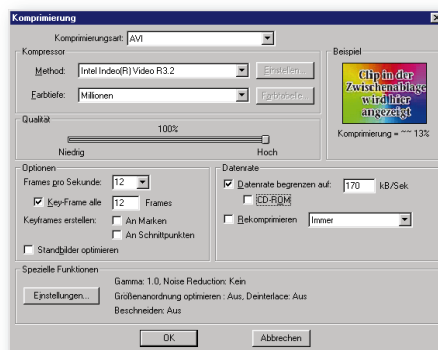 Komprimierung
Komprimierungsart: AVI
Kompressor
Method: Intel Indeo(R) Video R3.2 Einstellen...
Farbtiefe: Millionen Farbtabelle
Beispiel
Clip in der
Zwischenablage
wird hier
angezeigt
Komprimierung = ~~ 13%
Qualität
100%
Niedrig Hoch
Optionen
Frames pro Sekunde: 12
Key-Frame alle 12 Frames
Keyframes erstellen: An Marken
An Schnittpunkten
Standbilder optimieren
Datenrate
Datenrate begrenzen auf: 170 kB/Sek
CD-ROM
Rekomprimieren Immer
Spezielle Funktionen
Einstellungen...
Gamma: 1.0, Noise Reduction: Kein
Größenanordnung optimieren : Aus, Deinterlace: Aus
Beschneiden: Aus
OK Abbrechen